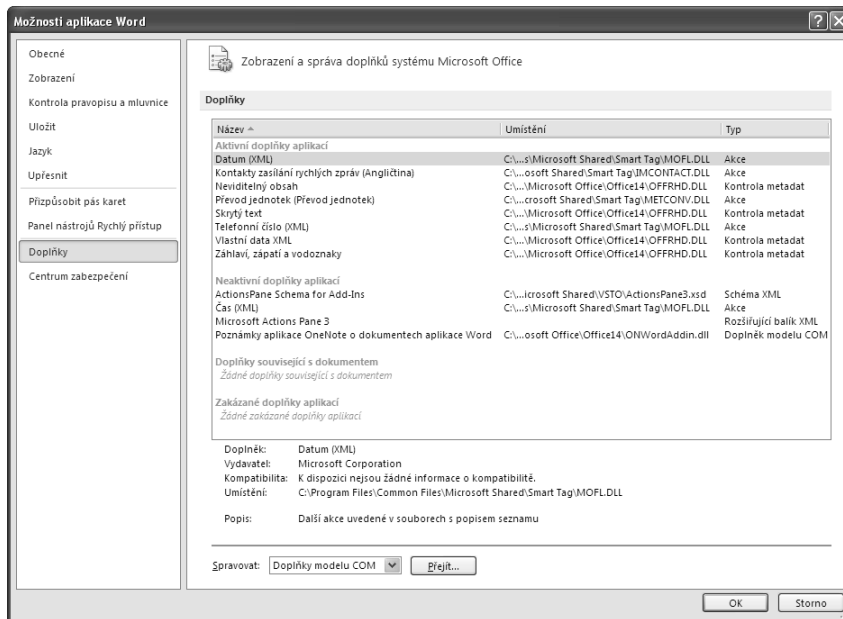 Možnosti aplikace Word
Obecné
Zobrazení
Kontrola pravopisu a mluvnice
Uložit
Jazyk
Upřesnit
Přizpůsobit pás karet
Panel nástrojů Rychlý přístup
Doplňky
Centrum zabezpečení
Zobrazení a správa doplňků systému Microsoft Office
Doplňky
Název Umístění Typ
Aktivní doplňky aplikací
Datum (XML) C:\...s\Microsoft Shared\Smart Tag\MOFL.DLL Akce
Kontakty zasílání rychlých zpráv (Angličtina) C:\...osoft Shared\Smart Tag\IMCONTACT.DLL Akce
Neviditelný obsah C:\...\Microsoft Office\Office14\OFFRHD.DLL Kontrola metadat
Převod jednotek (Převod jednotek) C:\...crosoft Shared\Smart Tag\METCONV.DLL Akce
Skrytý text C:\...\Microsoft Office\Office14\OFFRHD.DLL Kontrola metadat
Telefonní číslo (XML) C:\...s\Microsoft Shared\Smart Tag\MOFL.DLL Akce
Vlastní data XML C:\...\Microsoft Office\Office14\OFFRHD.DLL Kontrola metadat
Záhlaví, zápatí a vodoznaky C:\...\Microsoft Office\Office14\OFFRHD.DLL Kontrola metadat
Neaktivní doplňky aplikací
ActionsPane Schema for Add-Ins C:\...icrosoft Shared\VSTO\ActionsPane3.xsd Schéma XML
Čas (XML) C:\...s\Microsoft Shared\Smart Tag\MOFL.DLL Akce
Microsoft Actions Pane 3 Rozšiřující balík XML
Poznámky aplikace OneNote o dokumentech aplikace Word C:\...osoft Office\Office14\ONWordAddin.dll Doplněk modelu COM
Doplňky související s dokumentem
Žádné doplňky související s dokumentem
Zakázané doplňky aplikací
Žádné zakázané doplňky aplikací
Doplněk: Datum (XML)
Vydavatel: Microsoft Corporation
Kompatibilita: K dispozici nejsou žádné informace o kompatibilitě.
Umístění: C:\Program Files\Common Files\Microsoft Shared\Smart Tag\MOFL.DLL
Popis: Další akce uvedené v souborech s popisem seznamu
Spravovat: Doplňky modelu COM Přejít...
OK Storno